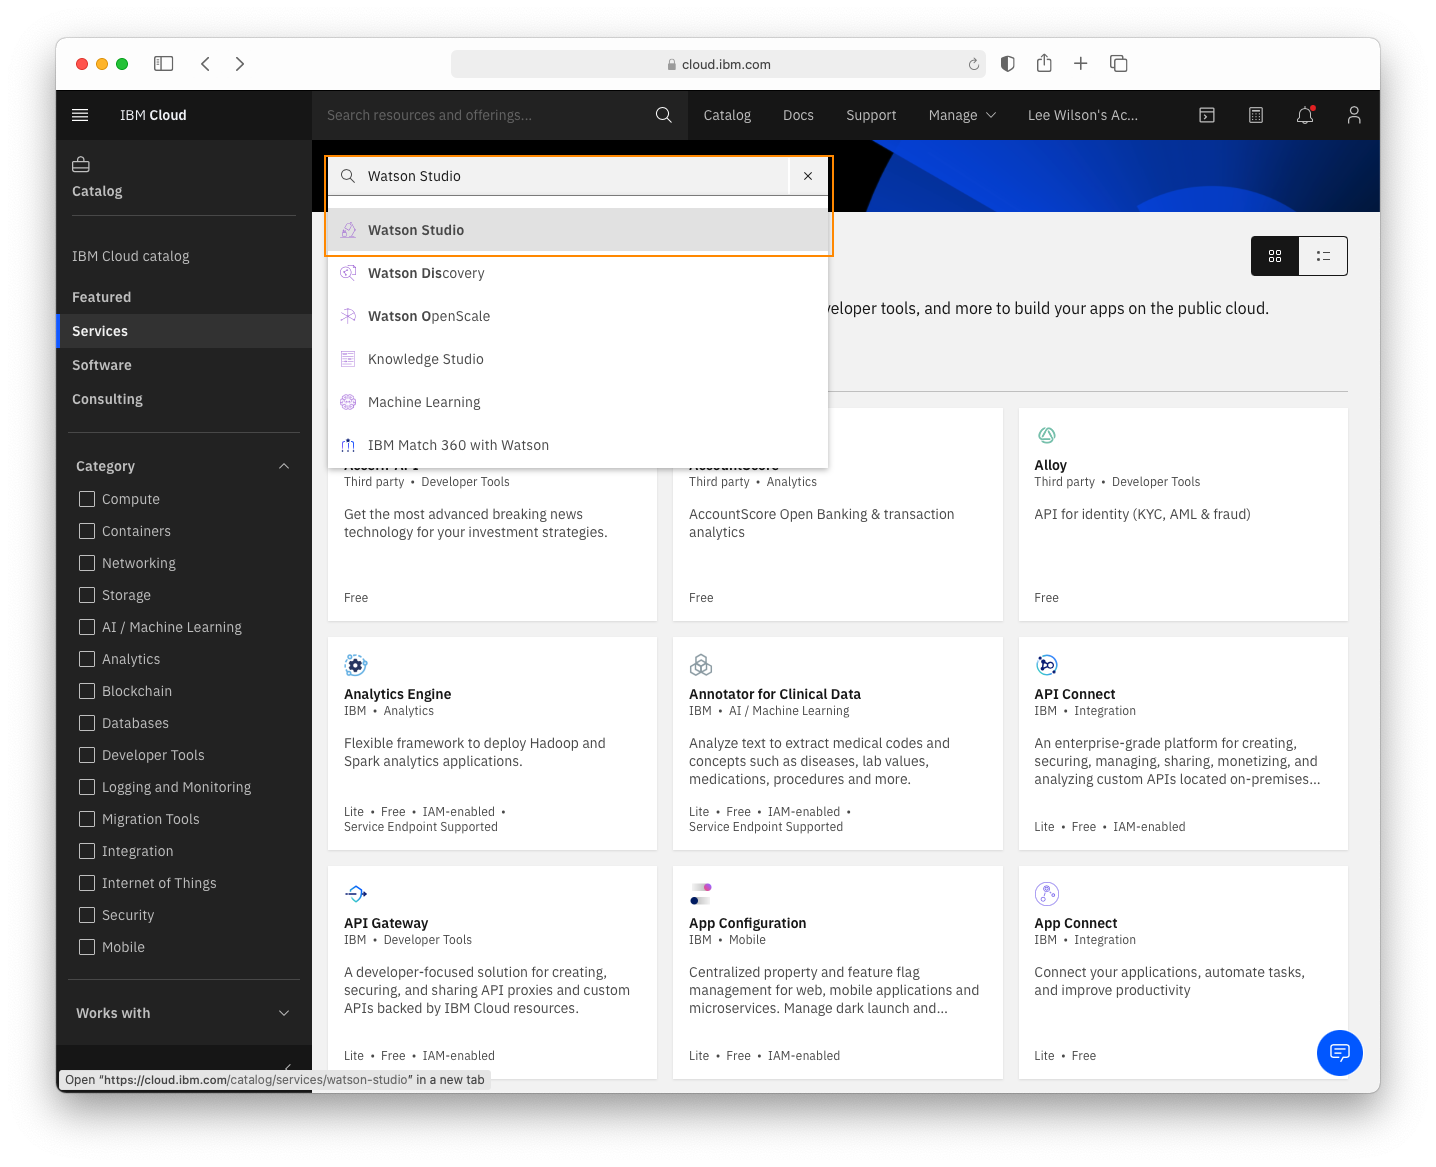 cloud.ibm.com
IBM Cloud
Search resources and offerings...
Catalog
Docs
Support
Manage
Lee Wilson's Ac...
Catalog
IBM Cloud catalog
Featured
Services
Software
Consulting
Category
Compute
Containers
Networking
Storage
AI / Machine Learning
Analytics
Blockchain
Databases
Developer Tools
Logging and Monitoring
Migration Tools
Integration
Internet of Things
Security
Mobile
Works with
Open "https://cloud.ibm.com/catalog/services/watson-studio" in a new tab
Watson Studio
Watson Studio
Watson Discovery
Watson OpenScale
Knowledge Studio
Machine Learning
IBM Match 360 with Watson
tools, and more to build your apps on the public cloud.
Third party • Developer Tools
Get the most advanced breaking news
technology for your investment strategies.
Free
AccountScore
Third party • Analytics
AccountScore Open Banking & transaction
analytics
Free
Alloy
Third party • Developer Tools
API for identity (KYC, AML & fraud)
Free
Analytics Engine
IBM • Analytics
Flexible framework to deploy Hadoop and
Spark analytics applications.
Lite • Free • IAM-enabled •
Service Endpoint Supported
Annotator for Clinical Data
IBM • AI / Machine Learning
Analyze text to extract medical codes and
concepts such as diseases, lab values,
medications, procedures and more.
Lite • Free • IAM-enabled •
Service Endpoint Supported
API Connect
IBM • Integration
An enterprise-grade platform for creating,
securing, managing, sharing, monetizing, and
analyzing custom APIs located on-premises...
Lite • Free • IAM-enabled
API Gateway
IBM • Developer Tools
A developer-focused solution for creating,
securing, and sharing API proxies and custom
APIs backed by IBM Cloud resources.
Lite • Free • IAM-enabled
App Configuration
IBM • Mobile
Centralized property and feature flag
management for web, mobile applications and
microservices. Manage dark launch and...
Lite • Free • IAM-enabled
App Connect
IBM • Integration
Connect your applications, automate tasks,
and improve productivity
Lite • Free